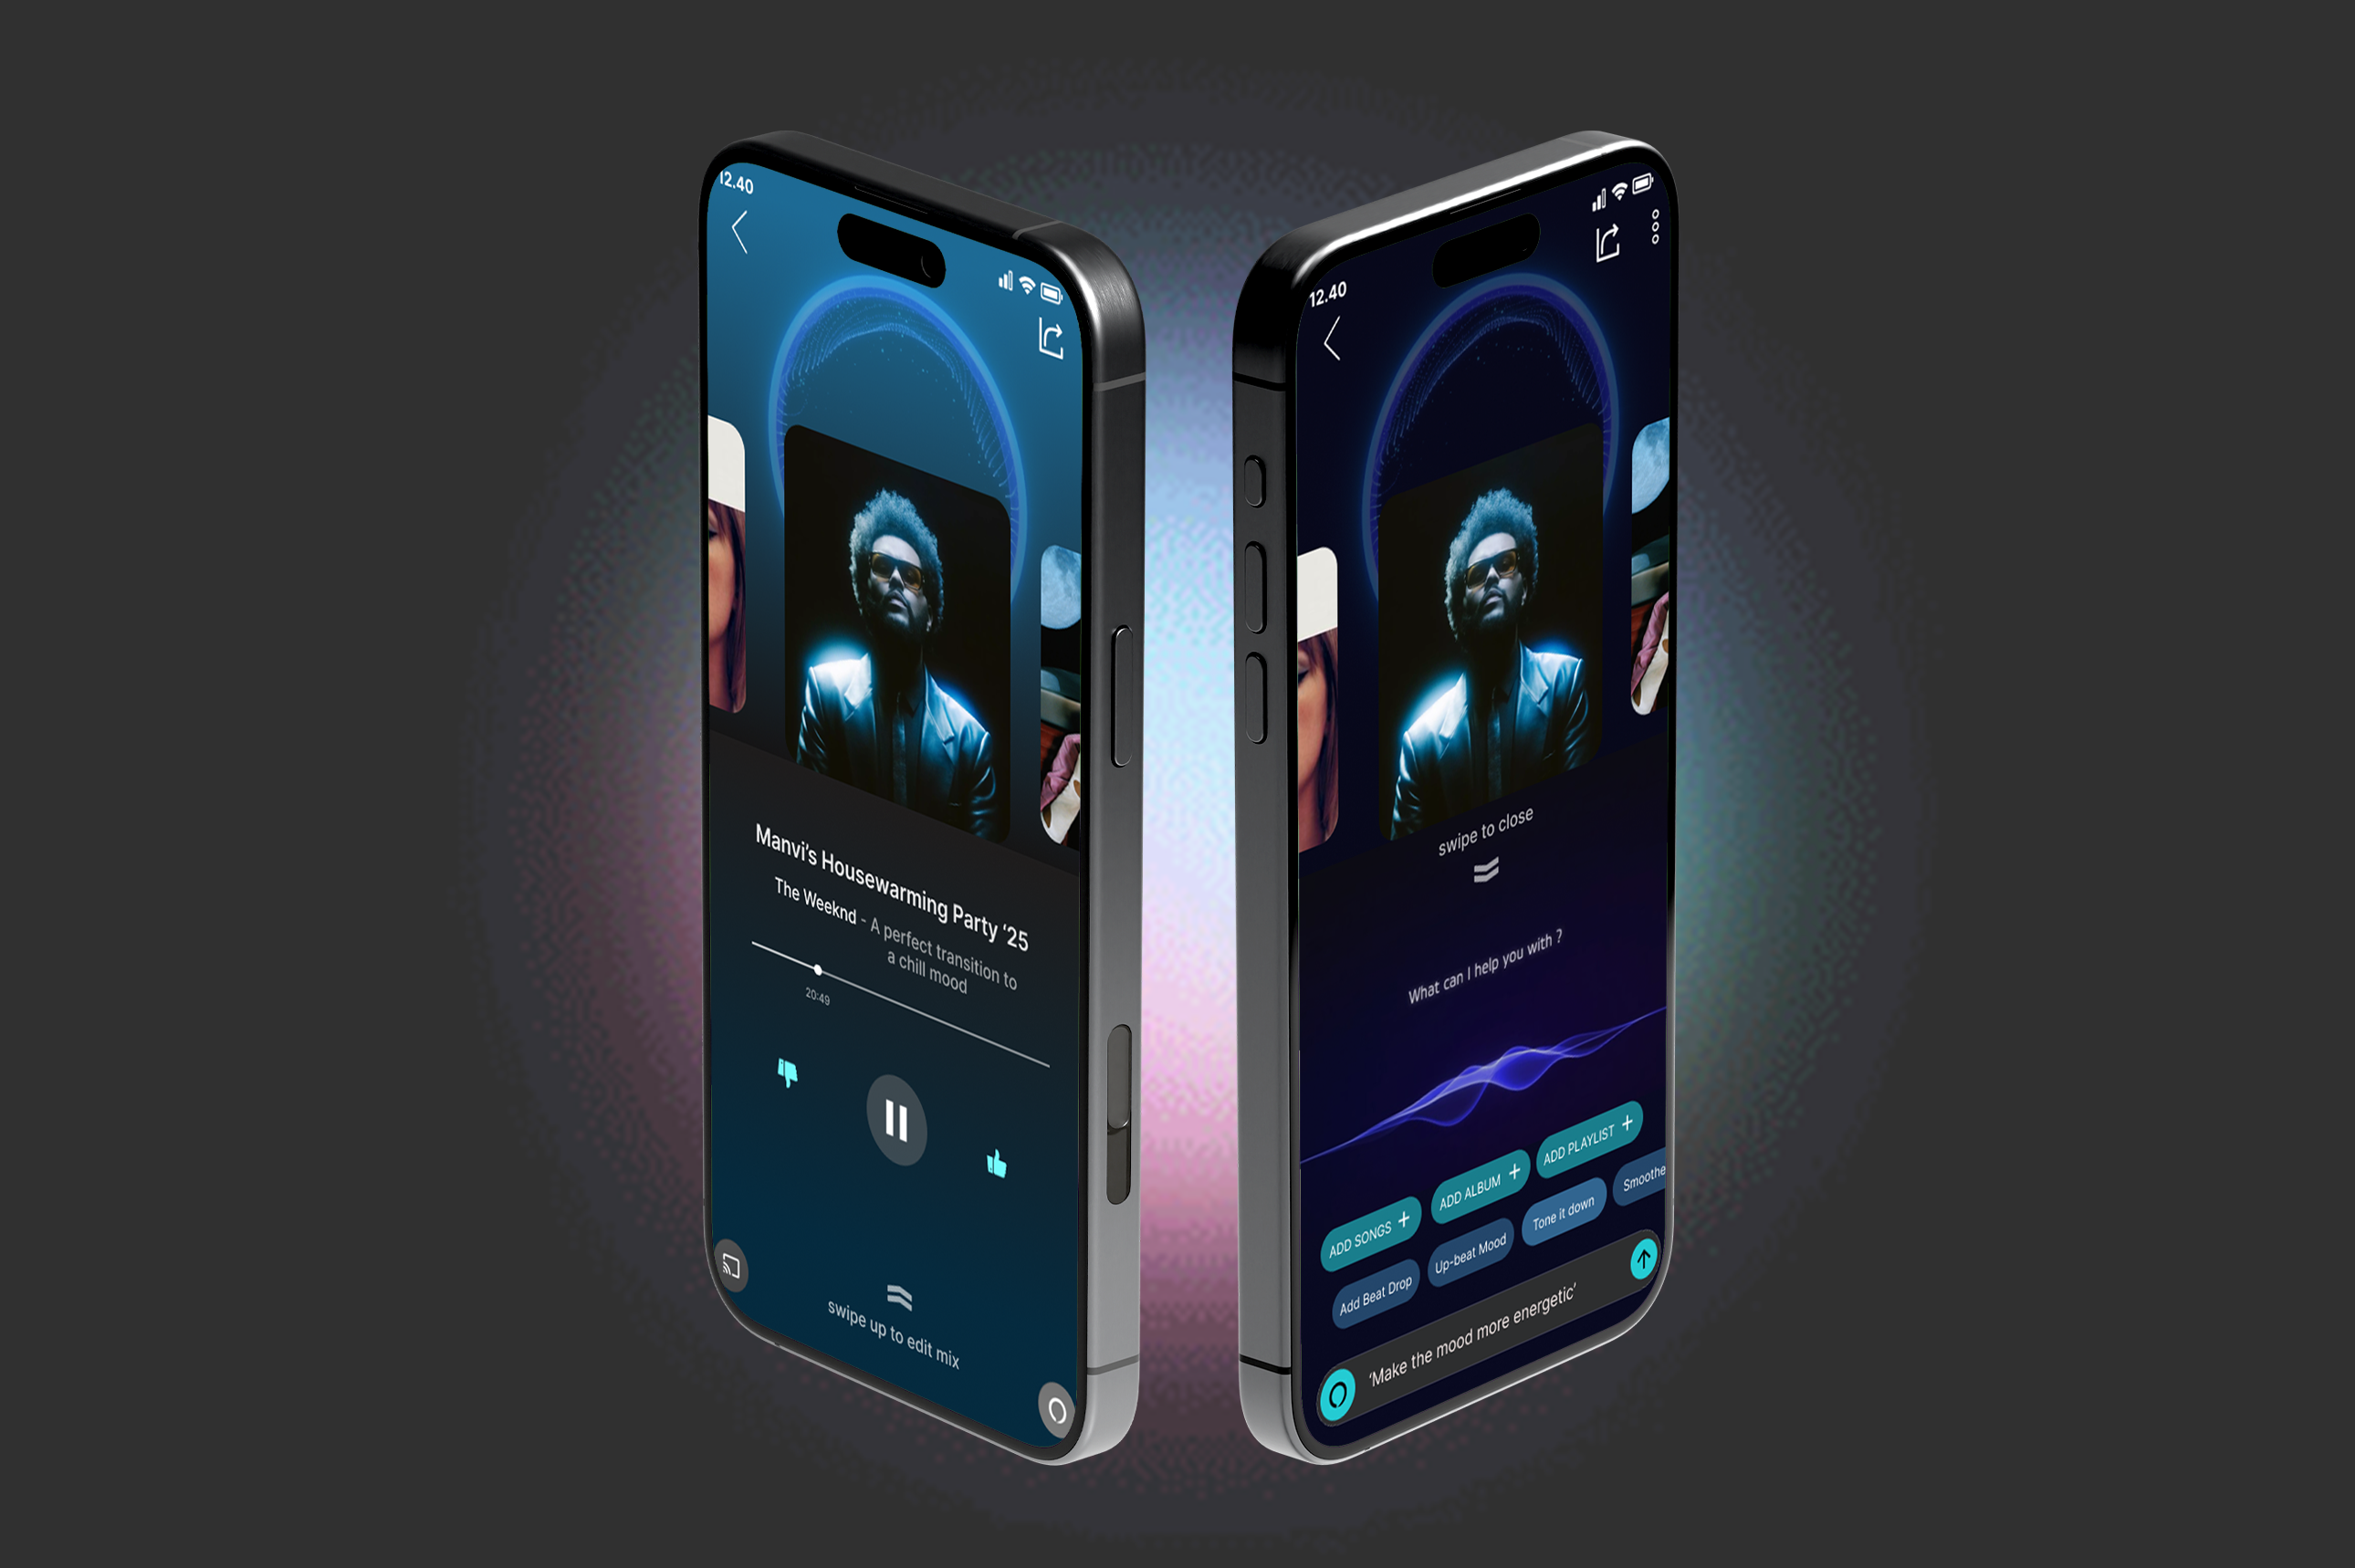 12.40
Manvi's Housewarming Party ‘25
The Weeknd - A perfect transition to
a chill mood
20:49
swipe up to edit mix
12.40
swipe to close
What can I help you with ?
ADD SONGS +
ADD ALBUM +
ADD PLAYLIST +
Add Beat Drop
Up-beat Mood
Tone it down
Smoothe
‘Make the mood more energetic’